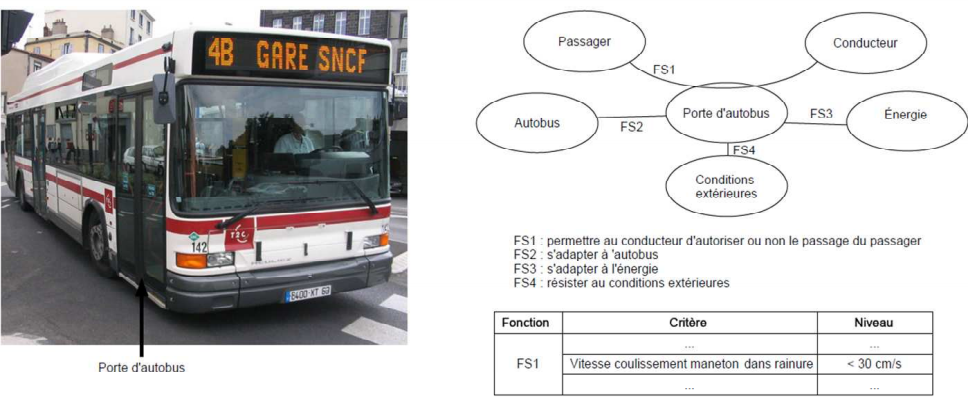 4B GARE SNCF
142
T2C
8400 XT 63
Porte d'autobus
Passager
Conducteur
FS1
Autobus
FS2
Porte d'autobus
FS3
Énergie
FS4
Conditions
extérieures
FS1 : permettre au conducteur d'autoriser ou non le passage du passager
FS2 : s'adapter à 'autobus
FS3 : s'adapter à l'énergie
FS4 : résister au conditions extérieures
Fonction Critère Niveau
... ...
FS1 Vitesse coulissement maneton dans rainure < 30 cm/s
... ...